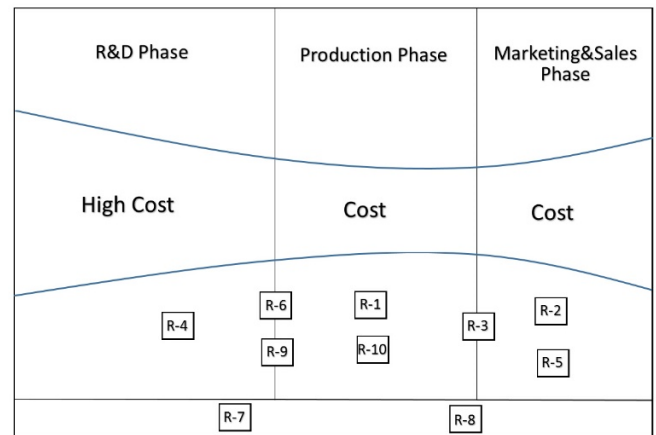 R&D Phase
Production Phase
Marketing&Sales
Phase
High Cost
Cost
Cost
R-6
R-1
R-2
R-4
R-3
R-9
R-10
R-5
R-7
R-8